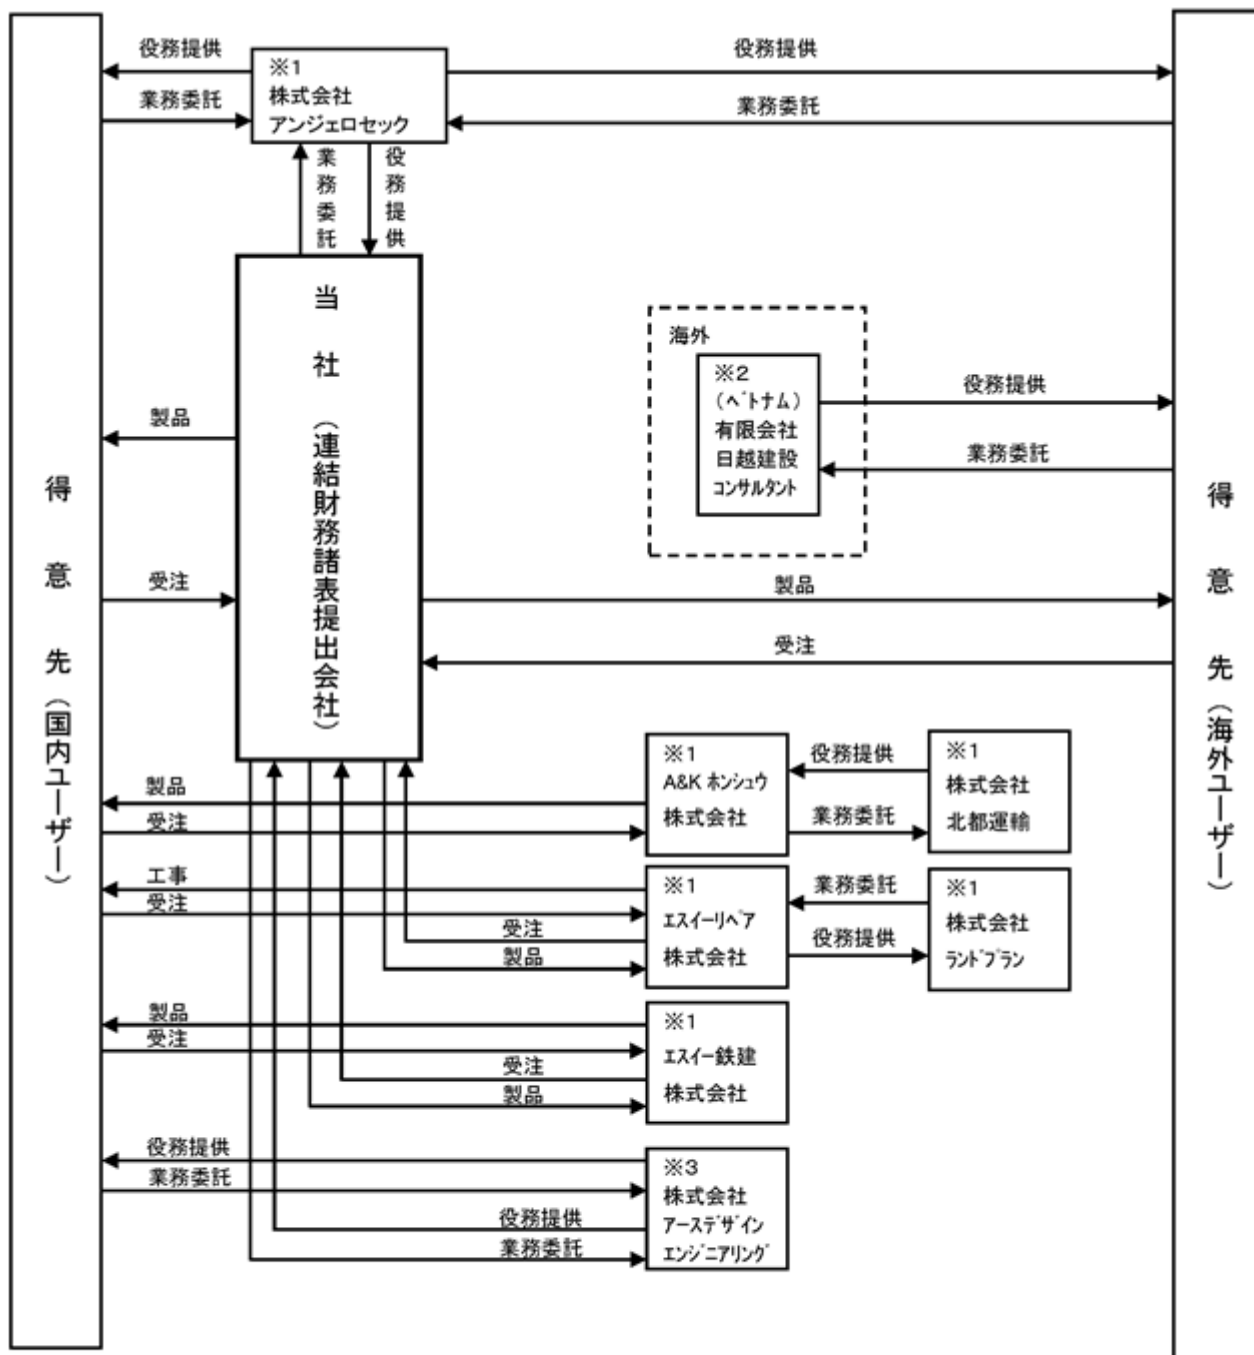 役務提供
業務委託
※1
株式会社
アンジェロセック
役務提供
業務委託
業務委託
役務提供
当社(連結財務諸表提出会社)
得意先(国内ユーザー)
得意先(海外ユーザー)
海外
※2
(ベトナム)
有限会社
日越建設
コンサルタント
役務提供
業務委託
製品
受注
製品
受注
製品
受注
※1
A&K ホンシュウ
株式会社
役務提供
業務委託
※1
株式会社
北都運輸
工事
受注
受注
製品
※1
エスイーリペア
株式会社
業務委託
役務提供
※1
株式会社
ランドプラン
製品
受注
受注
製品
※1
エスイー鉄建
株式会社
役務提供
業務委託
役務提供
業務委託
※3
株式会社
アースデザイン
エンジニアリング